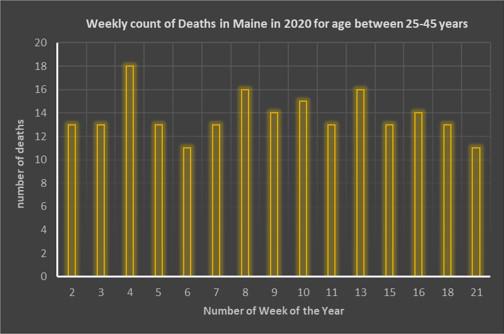 Weekly count of Deaths in Maine in 2020 for age between 25-45 years
20
18
16
14
12
10
8
6
4
2
0
number of deaths
2 3 4 5 6 7 8 9 10 11 13 15 16 18 21
Number of Week of the Year